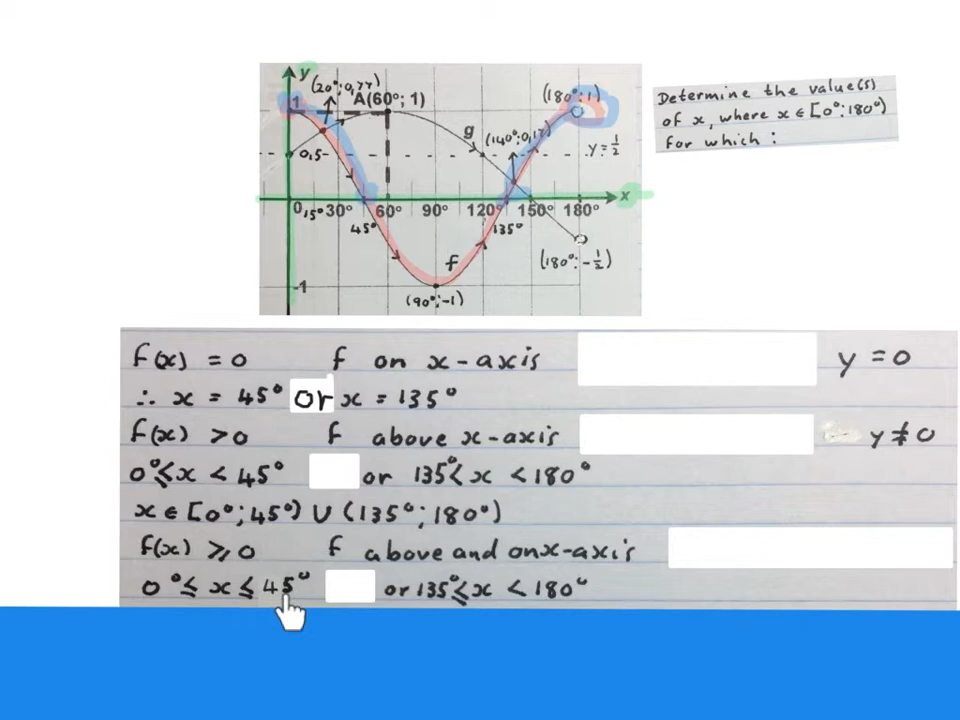 y
(20°;0,77)
A(60°; 1)
(180°;1)
1
g
(140°;0,17)
0,5
y = 1/2
0 15° 30° 45° 60° 90° 120° 135° 150° 180° x
f
(180°;-1/2)
-1
(90°;-1)
Determine the value(s)
of x, where x ∈ [0°;180°)
for which :
f(x) = 0 f on x-axis y = 0
∴ x = 45° or x = 135°
f(x) > 0 f above x-axis y ≠ 0
0° ≤ x < 45° or 135° < x < 180°
x ∈ [0°;45°) ∪ (135°;180°)
f(x) ≥ 0 f above and on x-axis
0° ≤ x ≤ 45° or 135° ≤ x < 180°